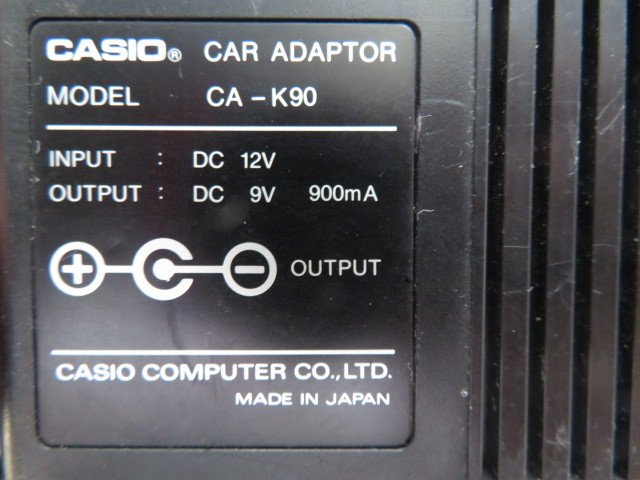 CASIO® CAR ADAPTOR
MODEL CA-K90
INPUT : DC 12V
OUTPUT : DC 9V 900mA
+ - OUTPUT
CASIO COMPUTER CO.,LTD.
MADE IN JAPAN